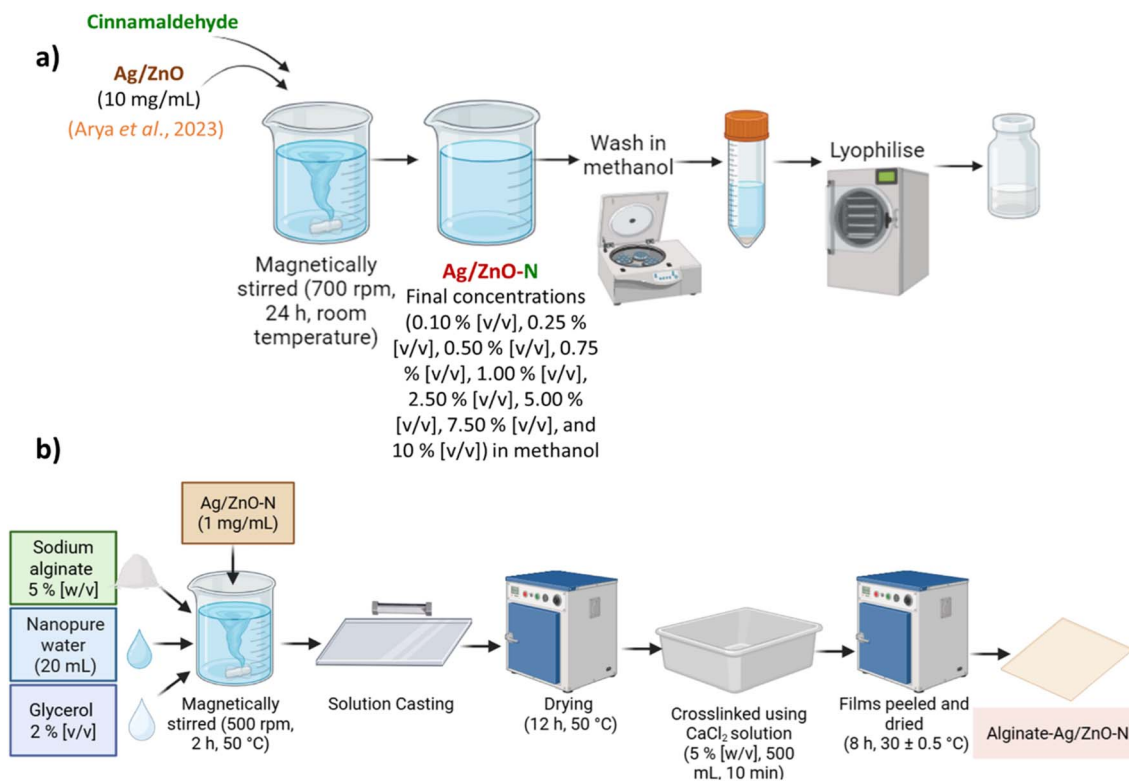 Cinnamaldehyde
a)
Ag/ZnO
(10 mg/mL)
(Arya et al., 2023)
Magnetically
stirred (700 rpm,
24 h, room
temperature)
Ag/ZnO-N
Final concentrations
(0.10 % [v/v], 0.25 %
[v/v], 0.50 % [v/v], 0.75
% [v/v], 1.00 % [v/v],
2.50 % [v/v], 5.00 %
[v/v], 7.50 % [v/v], and
10 % [v/v]) in methanol
Wash in
methanol
Lyophilise
b)
Ag/ZnO-N
(1 mg/mL)
Sodium
alginate
5 % [w/v]
Nanopure
water
(20 mL)
Glycerol
2 % [v/v]
Magnetically
stirred (500 rpm,
2 h, 50 °C)
Solution Casting
Drying
(12 h, 50 °C)
Crosslinked using
CaCl₂ solution
(5 % [w/v], 500
mL, 10 min)
Films peeled and
dried
(8 h, 30 ± 0.5 °C)
Alginate-Ag/ZnO-N